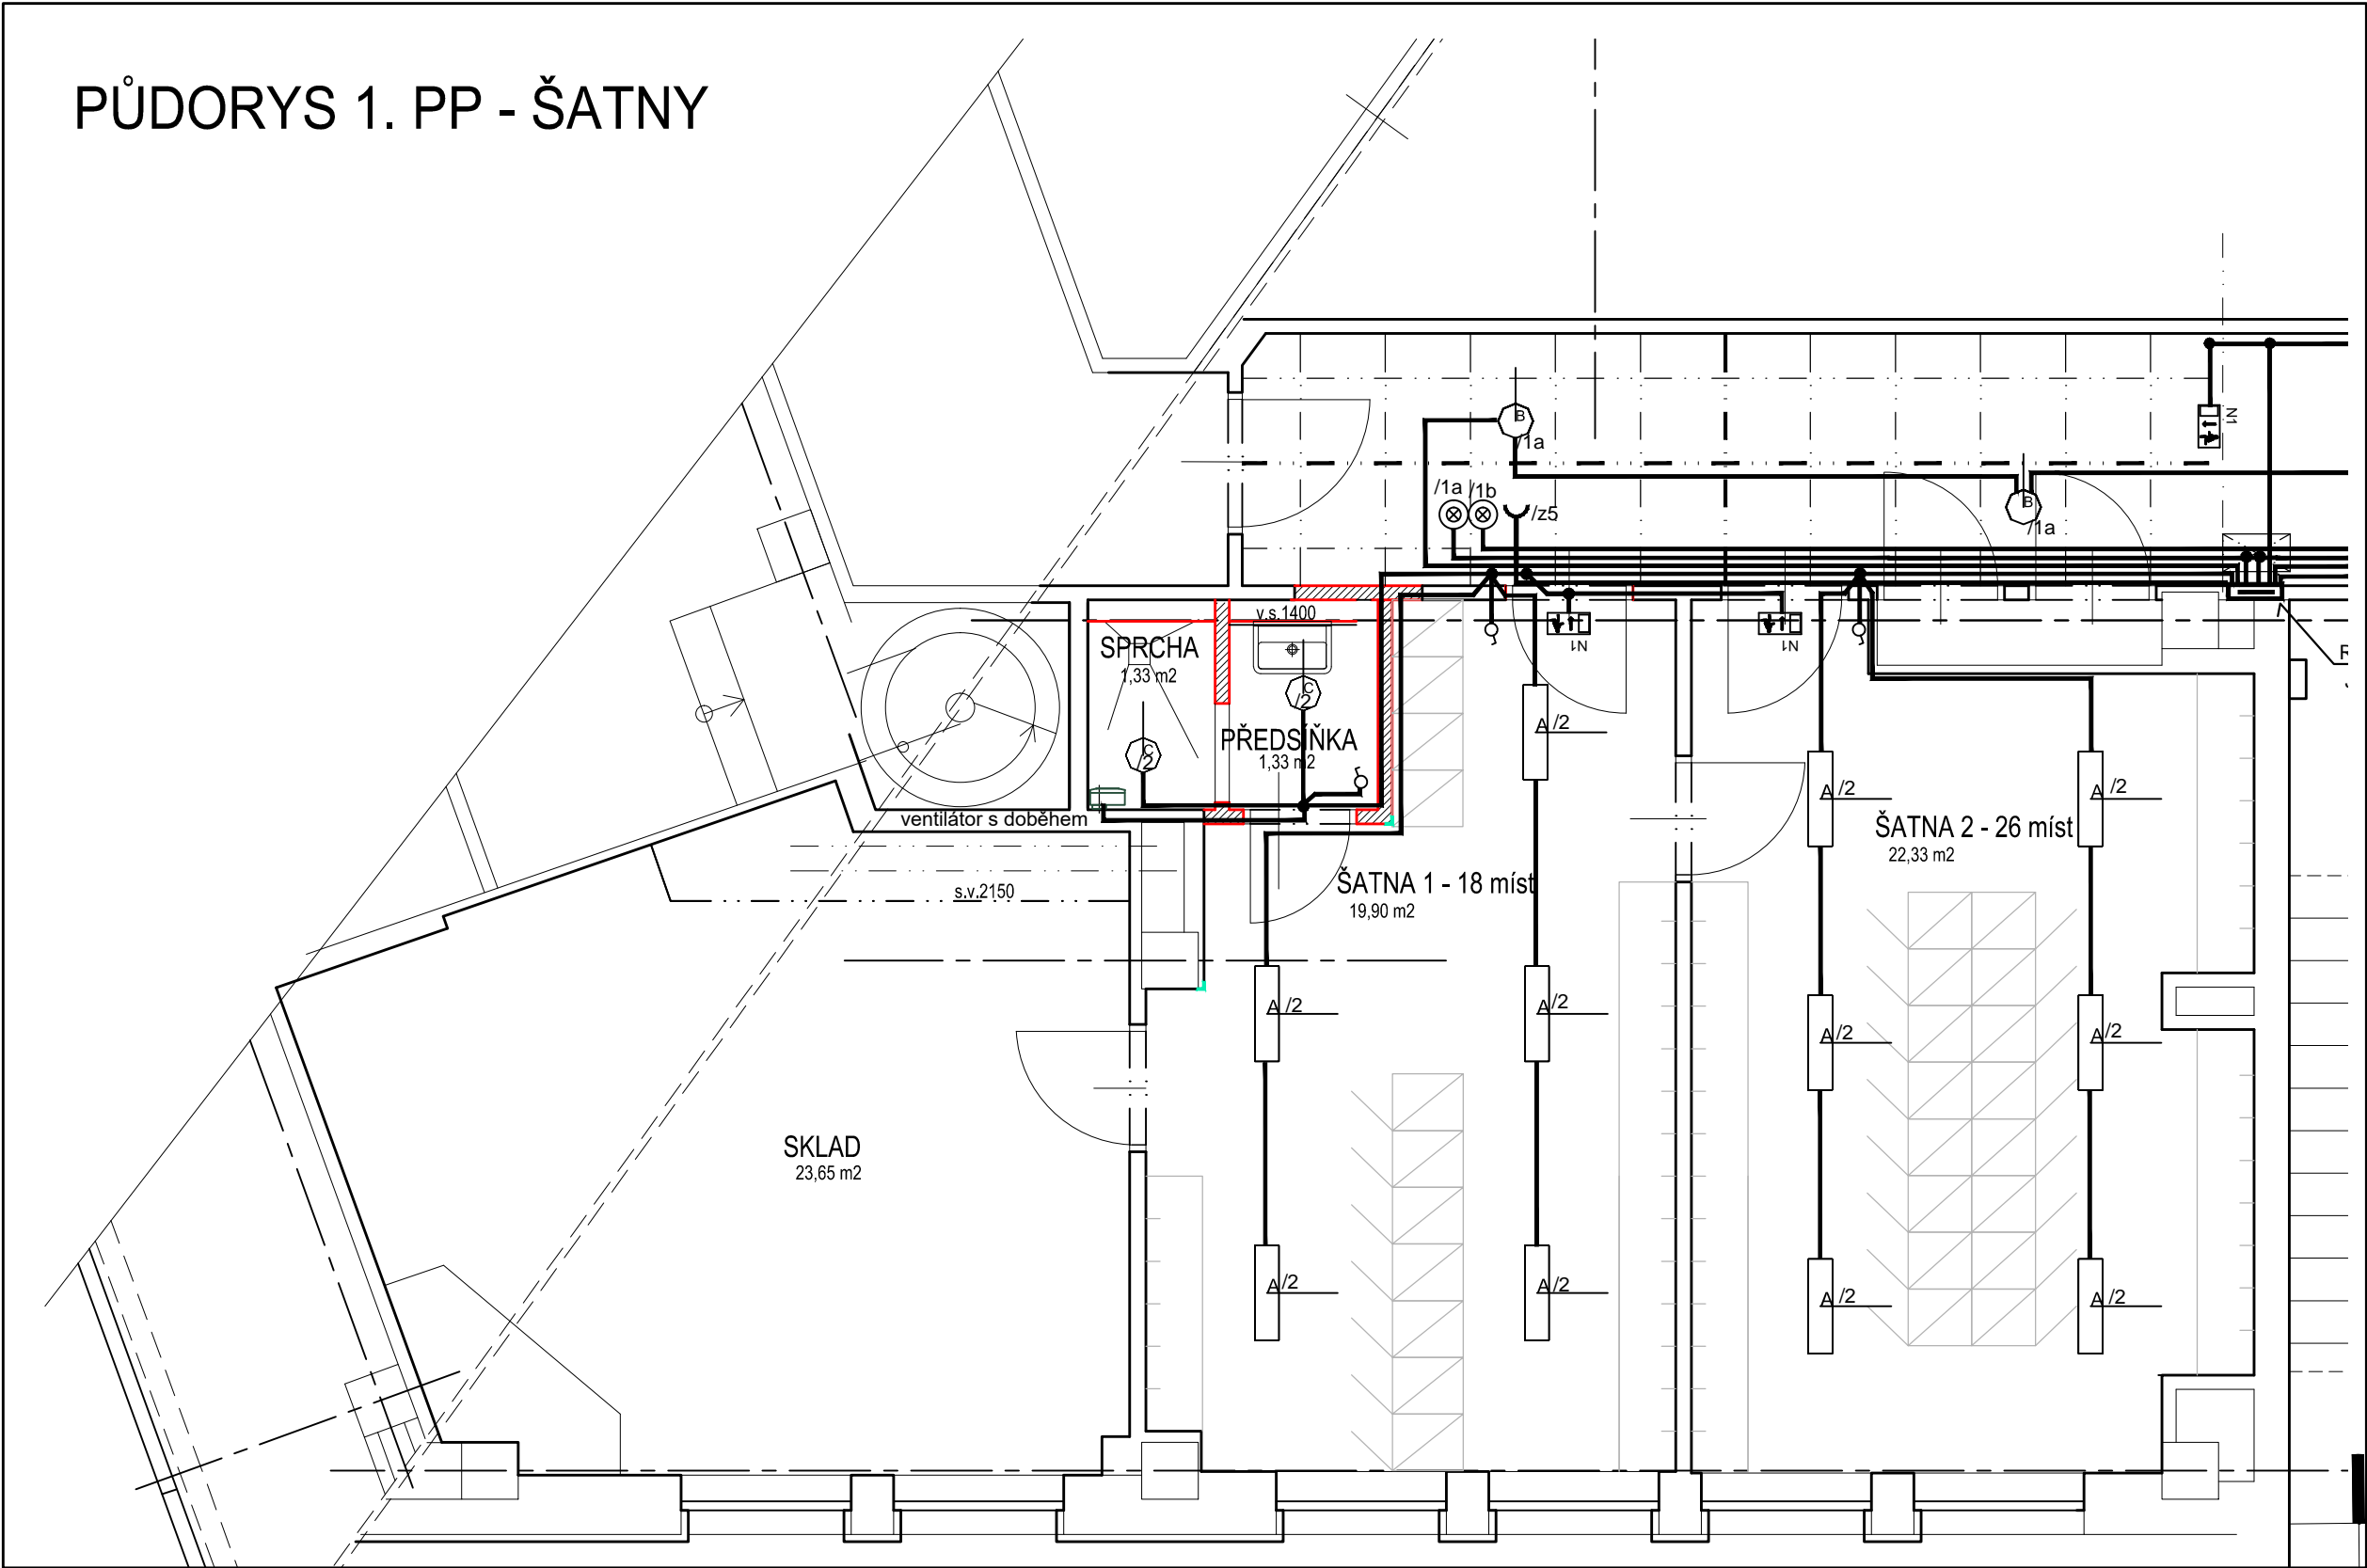 PŮDORYS 1. PP - ŠATNY
B
/1a
N1
/1a
/1b
/z5
B
/1a
v.s.1400
SPRCHA
1,33 m2
C
/2
PŘEDSÍŇKA
1,33 m2
C
/2
N1
N1
R
A /2
A /2
A /2
ventilátor s doběhem
ŠATNA 2 - 26 míst
22,33 m2
s.v.2150
ŠATNA 1 - 18 míst
19,90 m2
A /2
A /2
A /2
A /2
SKLAD
23,65 m2
A /2
A /2
A /2
A /2